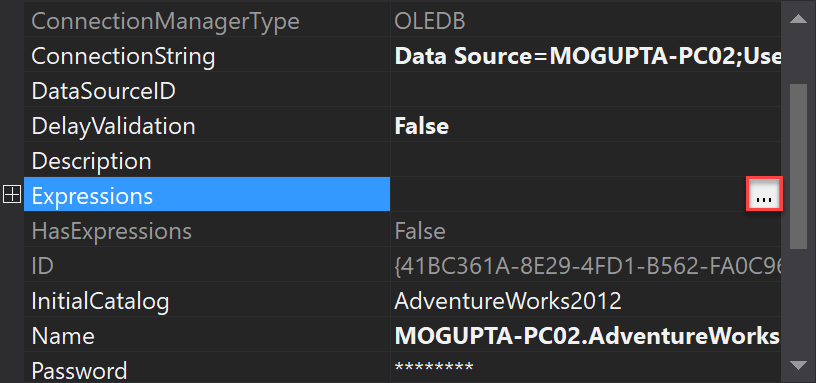 ConnectionManagerType OLEDB
ConnectionString Data Source=MOGUPTA-PC02;Use
DataSourceID
DelayValidation False
Description
Expressions ...
HasExpressions False
ID {41BC361A-8E29-4FD1-B562-FA0C96
InitialCatalog AdventureWorks2012
Name MOGUPTA-PC02.AdventureWorks
Password ********